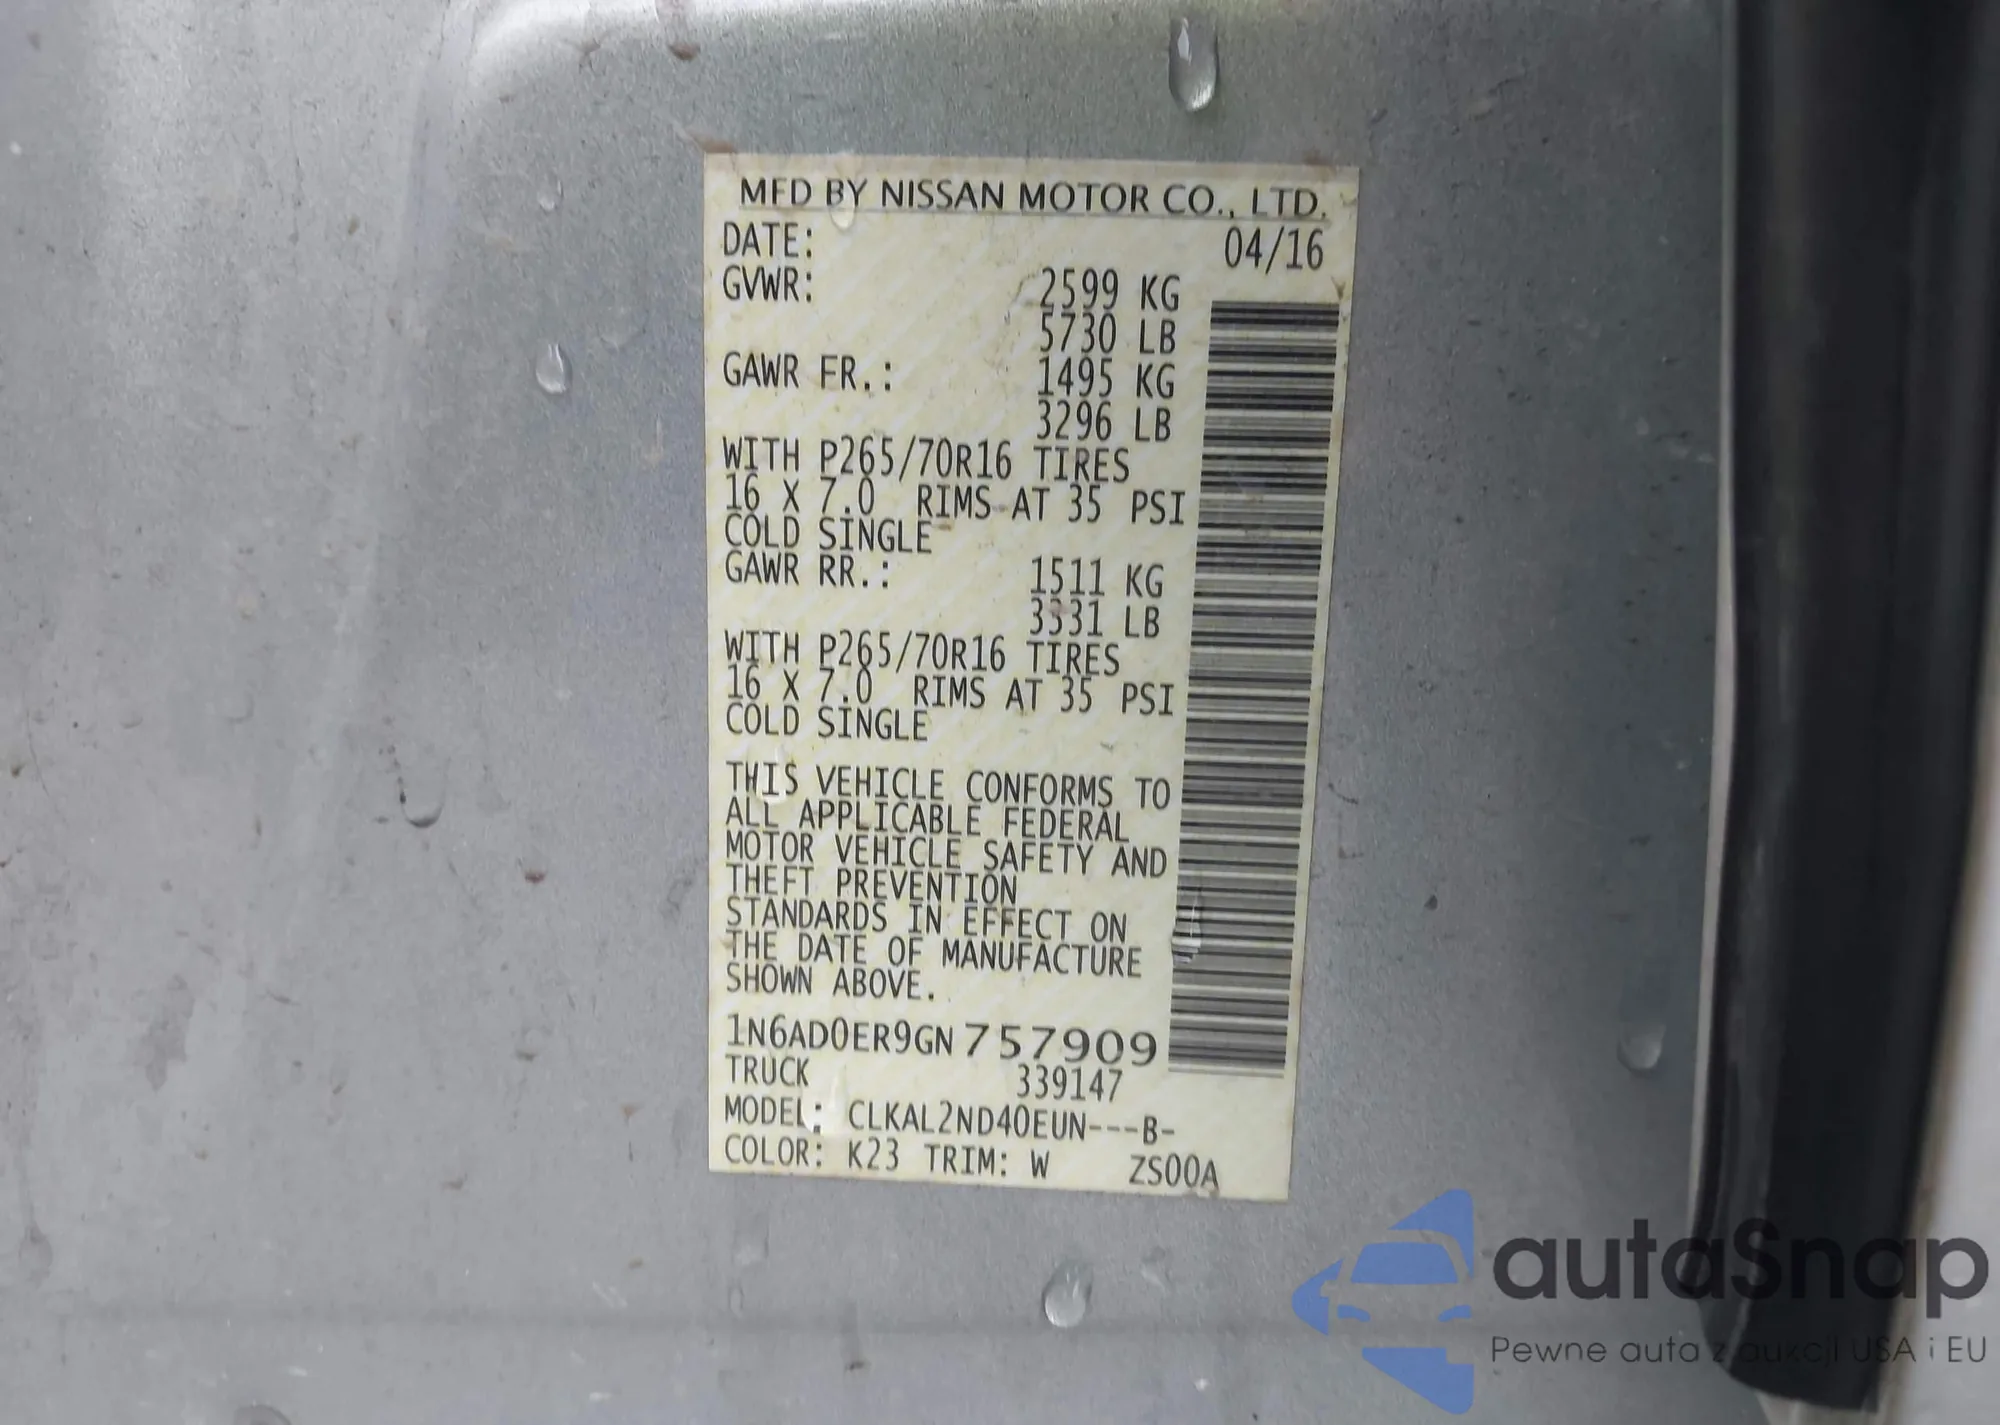 MFD BY NISSAN MOTOR CO., LTD.
DATE: 04/16
GVWR: 2599 KG
5730 LB
GAWR FR.: 1495 KG
3296 LB
WITH P265/70R16 TIRES
16 X 7.0 RIMS AT 35 PSI
COLD SINGLE
GAWR RR.: 1511 KG
3331 LB
WITH P265/70R16 TIRES
16 X 7.0 RIMS AT 35 PSI
COLD SINGLE
THIS VEHICLE CONFORMS TO
ALL APPLICABLE FEDERAL
MOTOR VEHICLE SAFETY AND
THEFT PREVENTION
STANDARDS IN EFFECT ON
THE DATE OF MANUFACTURE
SHOWN ABOVE.
1N6AD0ER9GN757909
TRUCK 339147
MODEL: CLKAL2ND40EUN---B-
COLOR: K23 TRIM: W ZS00A
autaSnap
Pewne auta z aukcji USA i EU